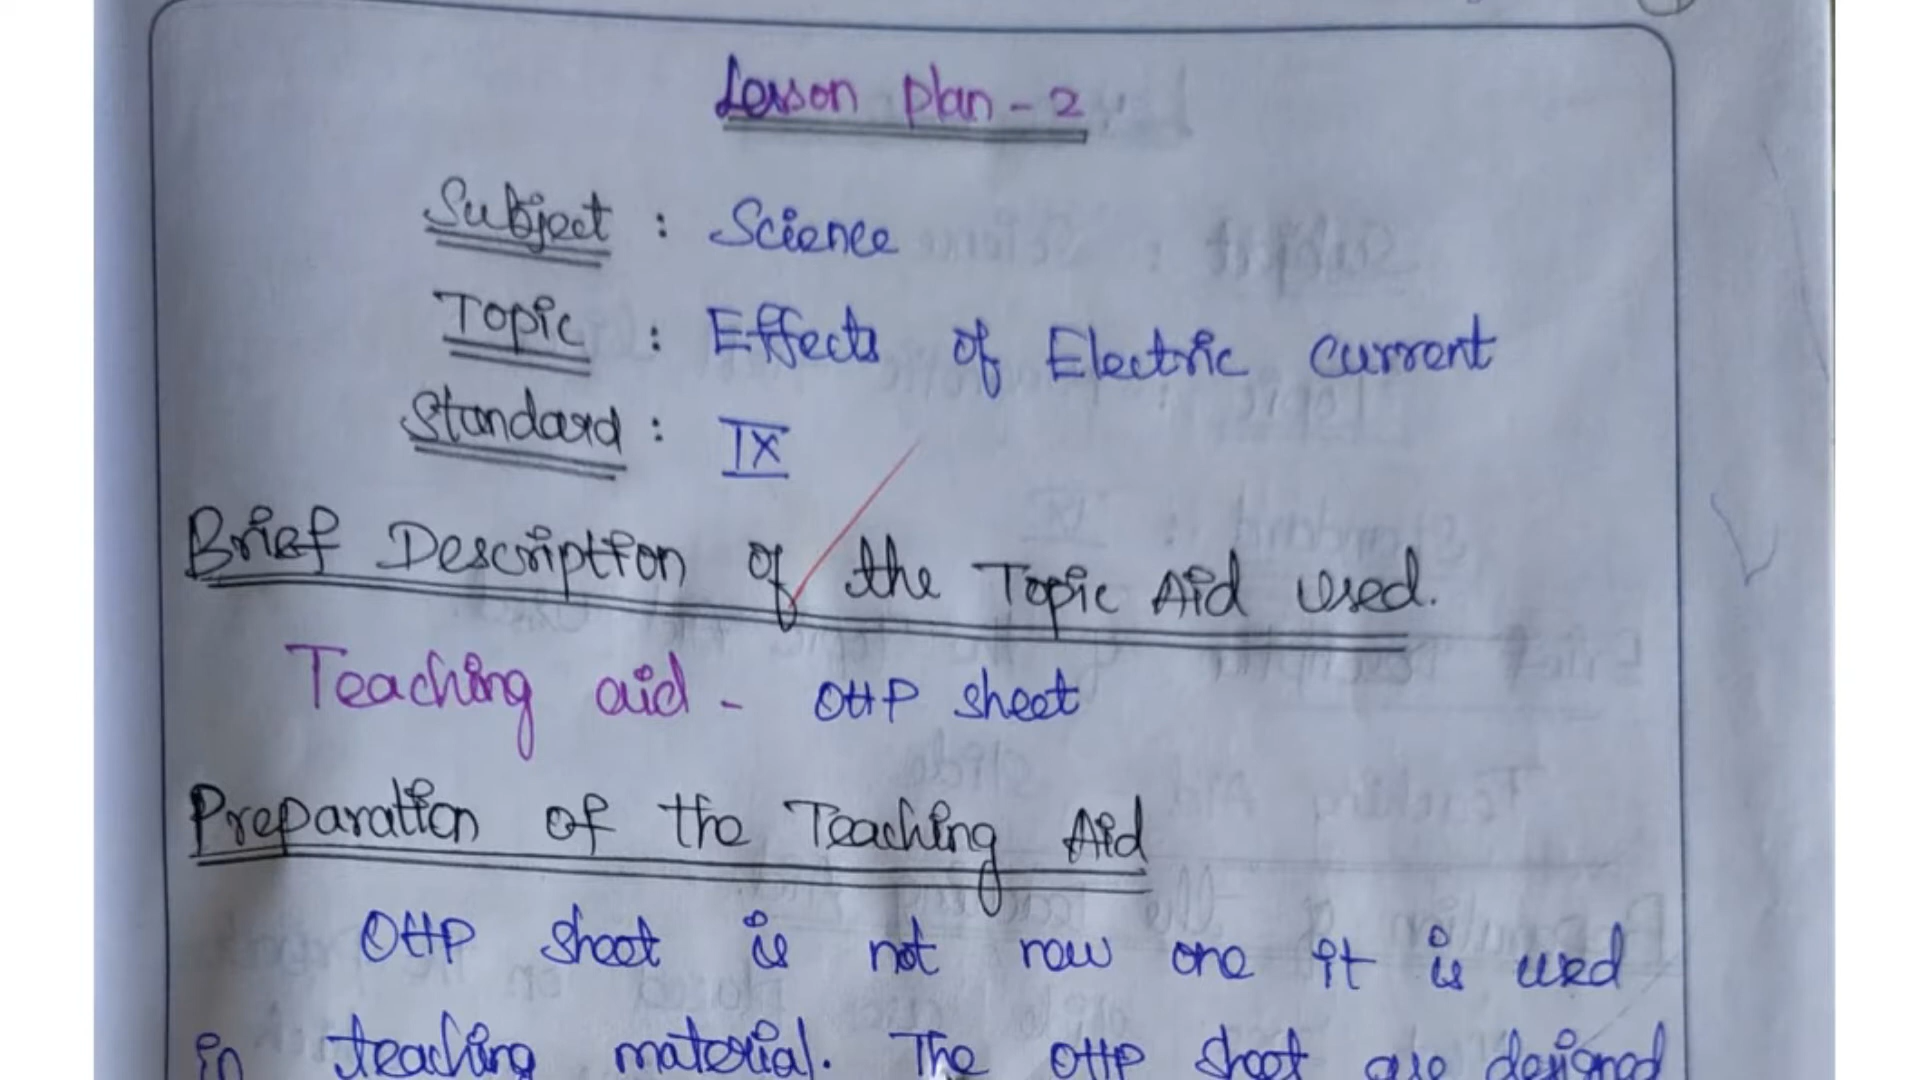 Lesson plan - 2
Subject : Science
Topic : Effects of Electric current
Standard : IX
Brief Description of the Topic Aid used.
Teaching aid - OHP sheet
Preparation of the Teaching Aid
OHP sheet is not new one it is used
in teaching material. The OHP sheet are designed